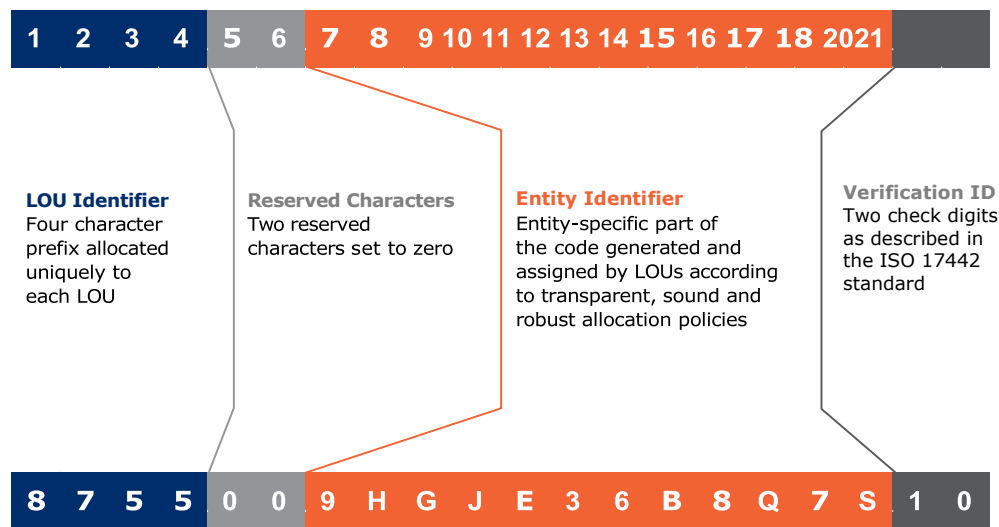 1 2 3 4 5 6 7 8 9 10 11 12 13 14 15 16 17 18 2021
LOU Identifier
Four character
prefix allocated
uniquely to
each LOU
Reserved Characters
Two reserved
characters set to zero
Entity Identifier
Entity-specific part of
the code generated and
assigned by LOUs according
to transparent, sound and
robust allocation policies
Verification ID
Two check digits
as described in
the ISO 17442
standard
8 7 5 5 0 0 9 H G J E 3 6 B 8 Q 7 S 1 0